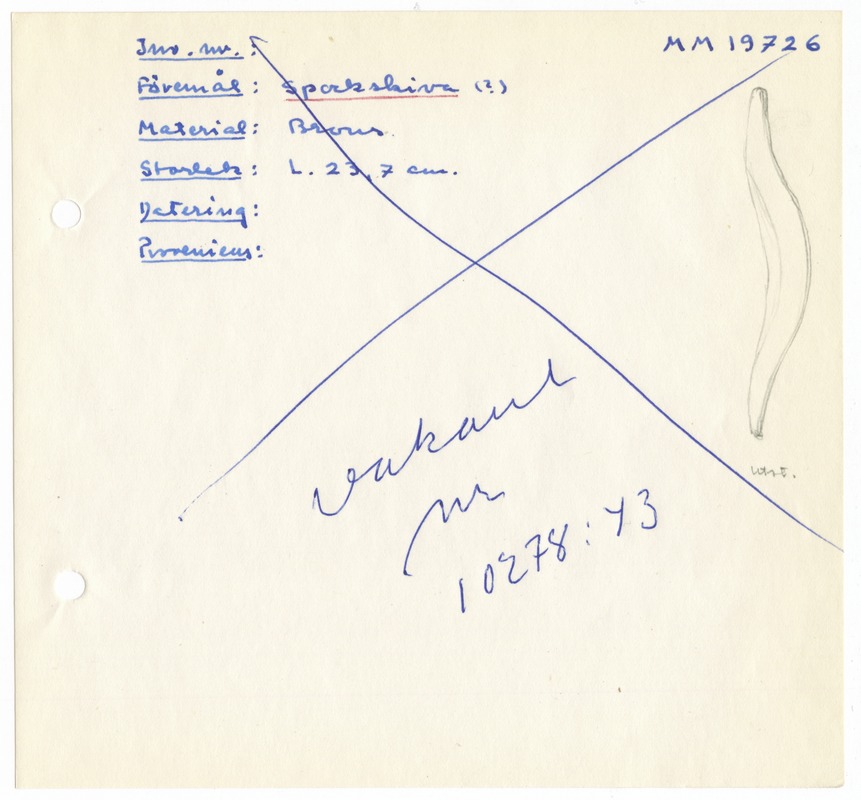 Inv. nr. :
MM 19726
Föremål : Sparkskiva (?)
Material : Brons.
Storlek : L. 23,7 cm.
Datering :
Proveniens :
vakant
nr
10278:43